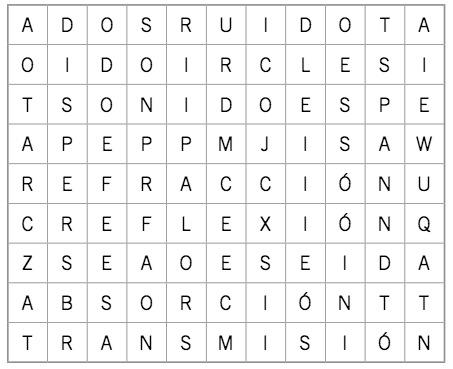 A D O S R U I D O T A
O I D O I R C L E S I
T S O N I D O E S P E
A P E P P M J I S A W
R E F R A C C I Ó N U
C R E F L E X I Ó N Q
Z S E A O E S E I D A
A B S O R C I Ó N T T
T R A N S M I S I Ó N